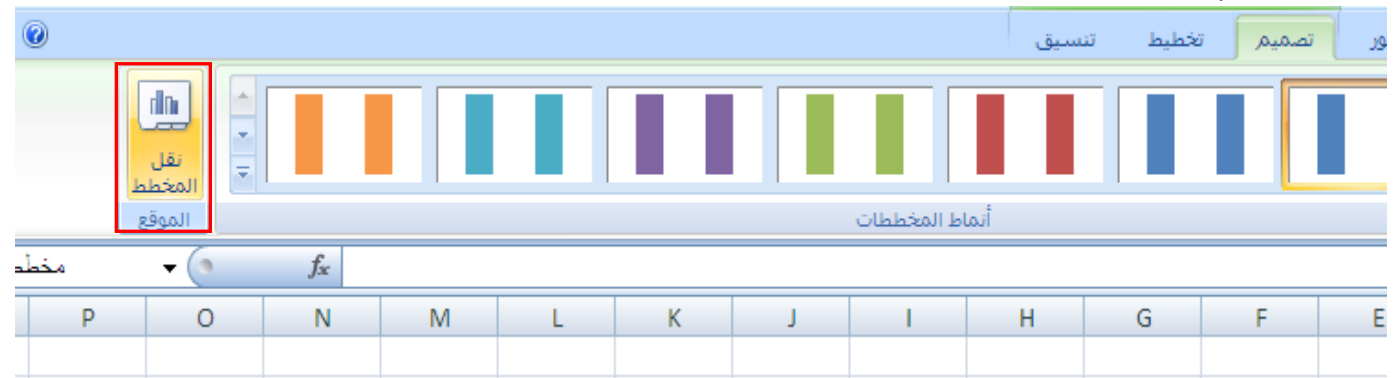 تصميم تخطيط تنسيق
نقل
المخطط
أنماط المخططات الموقع
fx
E F G H I J K L M N O P